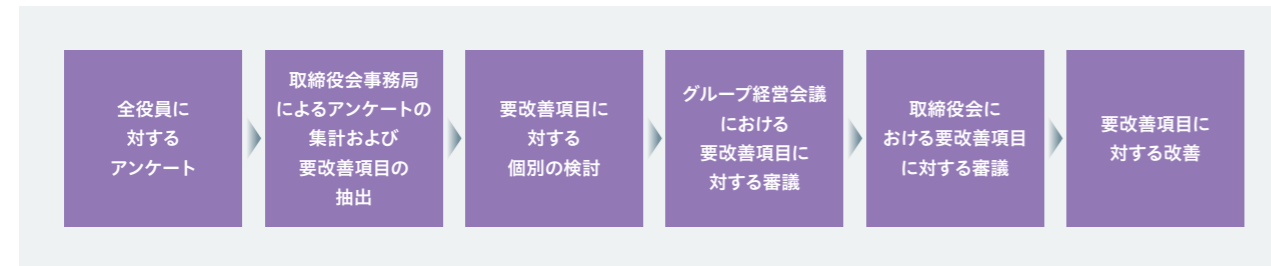 全役員に
対する
アンケート
取締役会事務局
によるアンケートの
集計および
要改善項目の
抽出
要改善項目に
対する
個別の検討
グループ経営会議
における
要改善項目に
対する審議
取締役会に
おける要改善項目
に対する審議
要改善項目に
対する改善